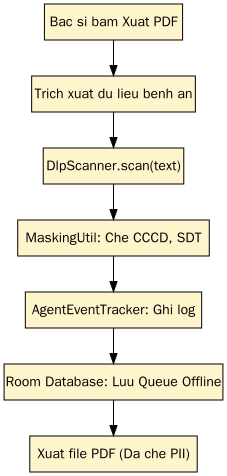 Bac si bam Xuat PDF
Trich xuat du lieu benh an
DlpScanner.scan(text)
MaskingUtil: Che CCCD, SDT
AgentEventTracker: Ghi log
Room Database: Luu Queue Offline
Xuat file PDF (Da che PII)